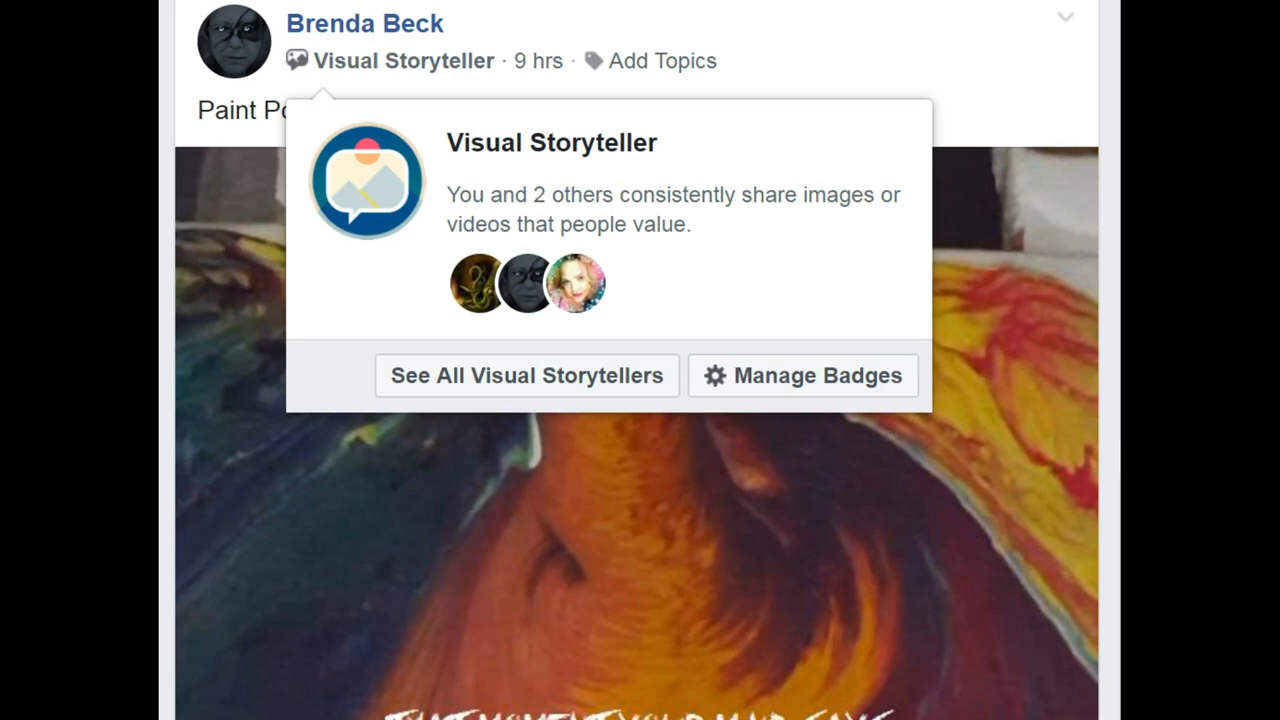 Brenda Beck
Visual Storyteller · 9 hrs · Add Topics
Paint
Visual Storyteller
You and 2 others consistently share images or
videos that people value.
See All Visual Storytellers
Manage Badges